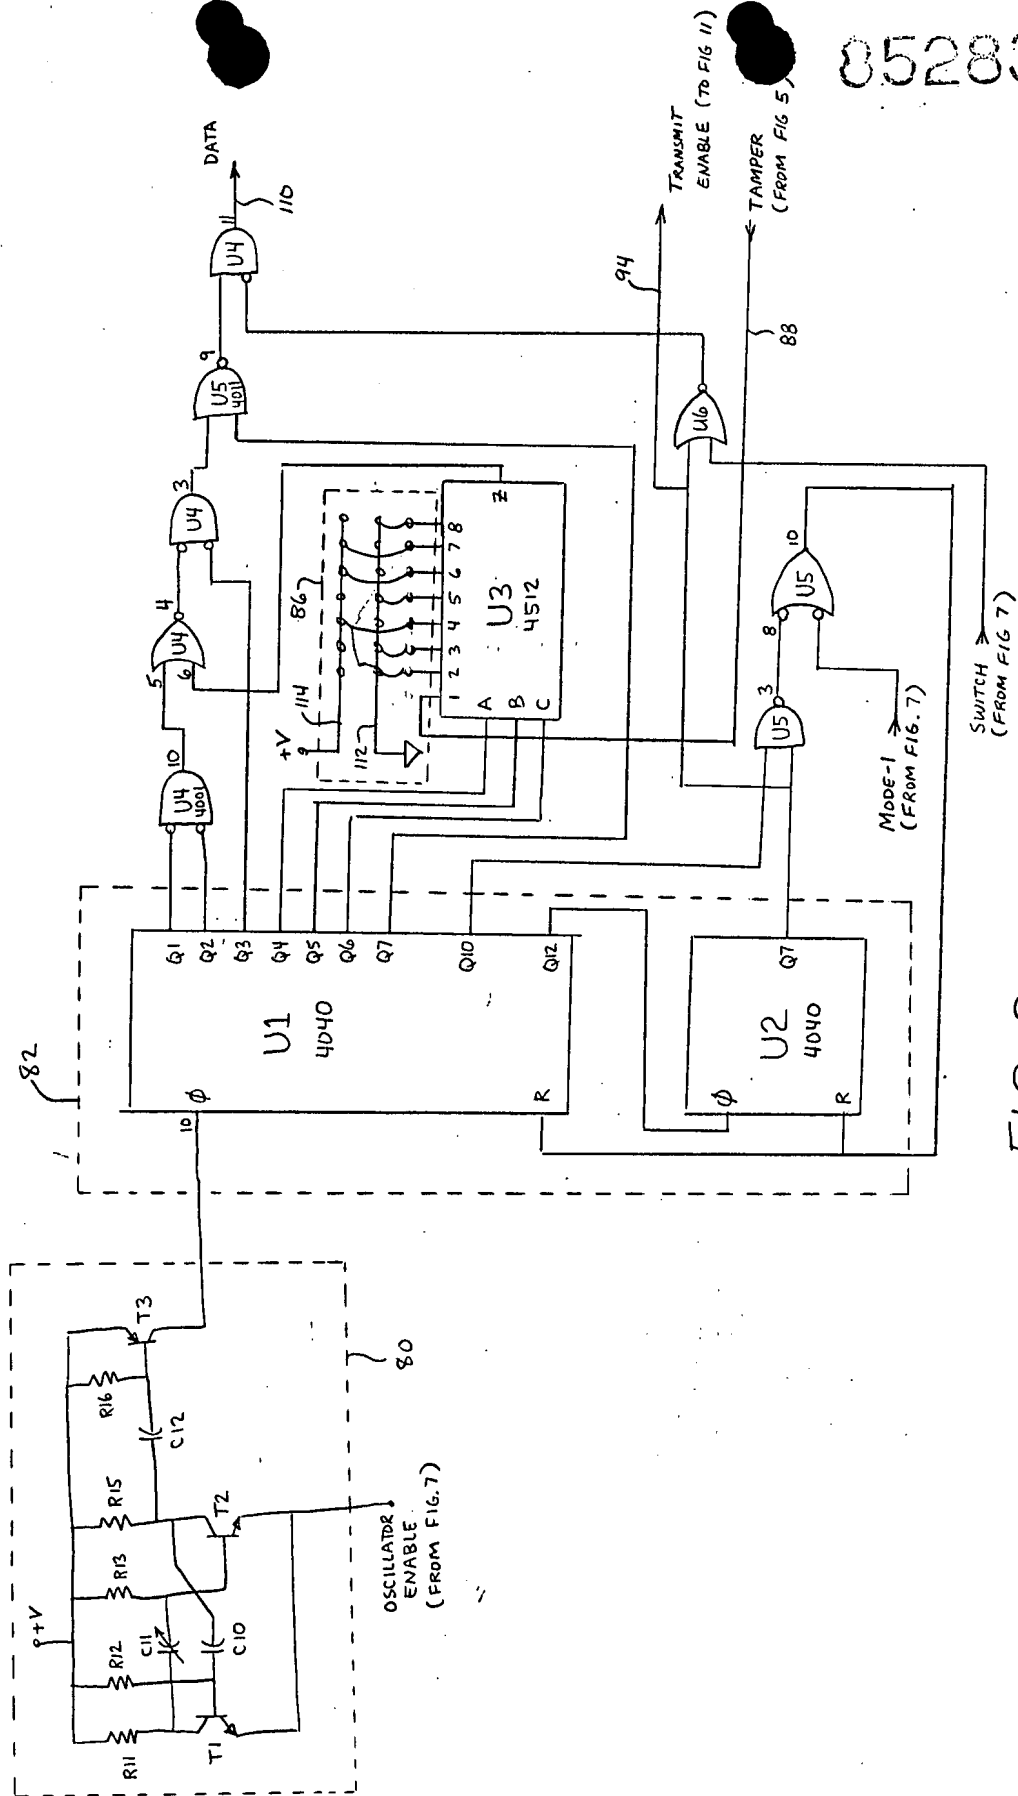 85283
+V
R11
R12
R13
R15
R16
C11
C10
C12
T1
T2
T3
80
OSCILLATOR
ENABLE
(FROM FIG. 7)
82
10
Φ
R
U1
4040
Q1
Q2
Q3
Q4
Q5
Q6
Q7
Q10
Q12
U2
4040
Φ
R
Q7
U4
4001
10
5
6
U4
4
U4
3
U5
4011
9
U4
11
DATA
110
+V
114
112
86
1
2
3
4
5
6
7
8
A
B
C
U3
4512
Z
U5
3
8
U5
10
MODE-1
(FROM FIG. 7)
SWITCH
(FROM FIG 7)
U6
94
TRANSMIT
ENABLE (TO FIG 11)
88
TAMPER
(FROM FIG 5)